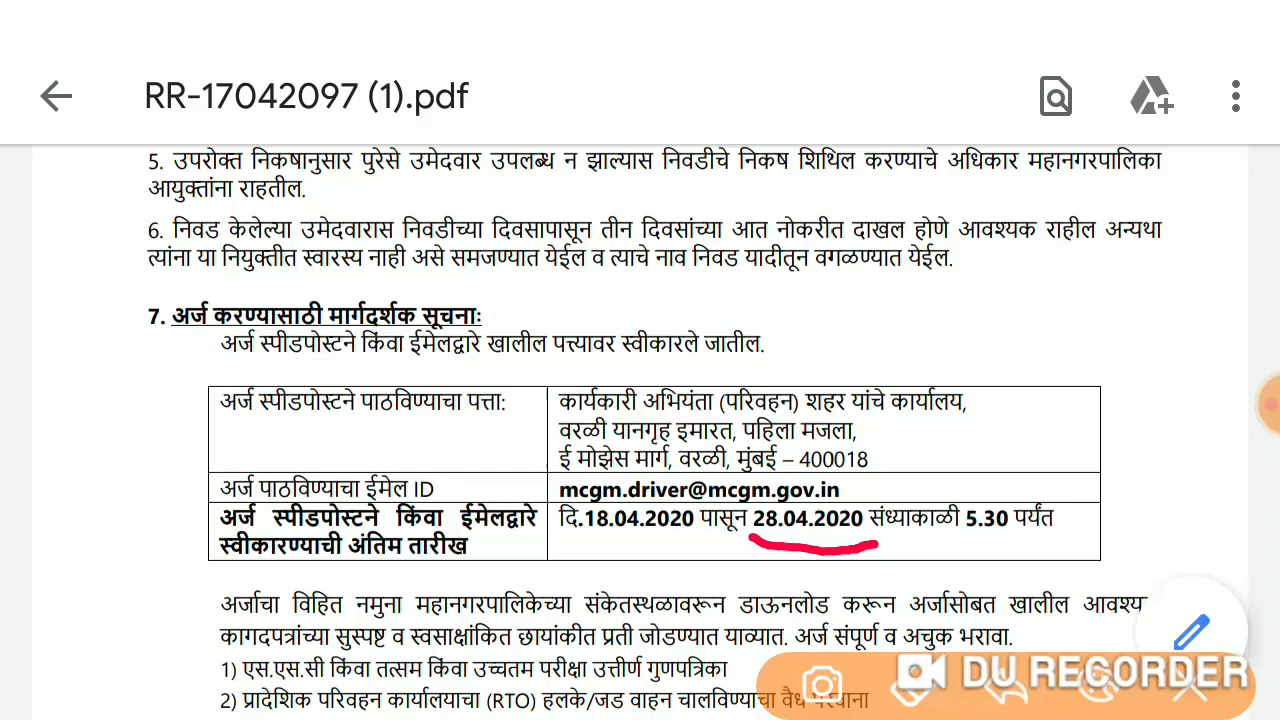 RR-17042097 (1).pdf
5. उपरोक्त निकषानुसार पुरेसे उमेदवार उपलब्ध न झाल्यास निवडीचे निकष शिथिल करण्याचे अधिकार महानगरपालिका
आयुक्तांना राहतील.
6. निवड केलेल्या उमेदवारास निवडीच्या दिवसापासून तीन दिवसांच्या आत नोकरीत दाखल होणे आवश्यक राहील अन्यथा
त्यांना या नियुक्तीत स्वारस्य नाही असे समजण्यात येईल व त्याचे नाव निवड यादीतून वगळण्यात येईल.
7. अर्ज करण्यासाठी मार्गदर्शक सूचनाः
अर्ज स्पीडपोस्टने किंवा ईमेलद्वारे खालील पत्त्यावर स्वीकारले जातील.
अर्ज स्पीडपोस्टने पाठविण्याचा पत्ता:
कार्यकारी अभियंता (परिवहन) शहर यांचे कार्यालय,
वरळी यानगृह इमारत, पहिला मजला,
ई मोझेस मार्ग, वरळी, मुंबई – 400018
अर्ज पाठविण्याचा ईमेल ID
mcgm.driver@mcgm.gov.in
अर्ज स्पीडपोस्टने किंवा ईमेलद्वारे
स्वीकारण्याची अंतिम तारीख
दि.18.04.2020 पासून 28.04.2020 संध्याकाळी 5.30 पर्यंत
अर्जाचा विहित नमुना महानगरपालिकेच्या संकेतस्थळावरून डाऊनलोड करून अर्जासोबत खालील
कागदपत्रांच्या सुस्पष्ट व स्वसाक्षांकित छायांकीत प्रती जोडण्यात याव्यात. अर्ज संपूर्ण व अचुक भरावा.
1) एस.एस.सी किंवा तत्सम किंवा उच्चतम परीक्षा उत्तीर्ण गुणपत्रिका
2) प्रादेशिक परिवहन कार्यालयाचा (RTO) हलके/जड वाहन चालविण्याचा वैध परवाना
DU RECORDER